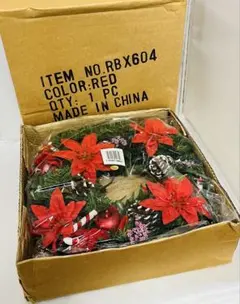 ITEM NO.RBX604
COLOR:RED
QTY: 1 PC
MADE IN CHINA